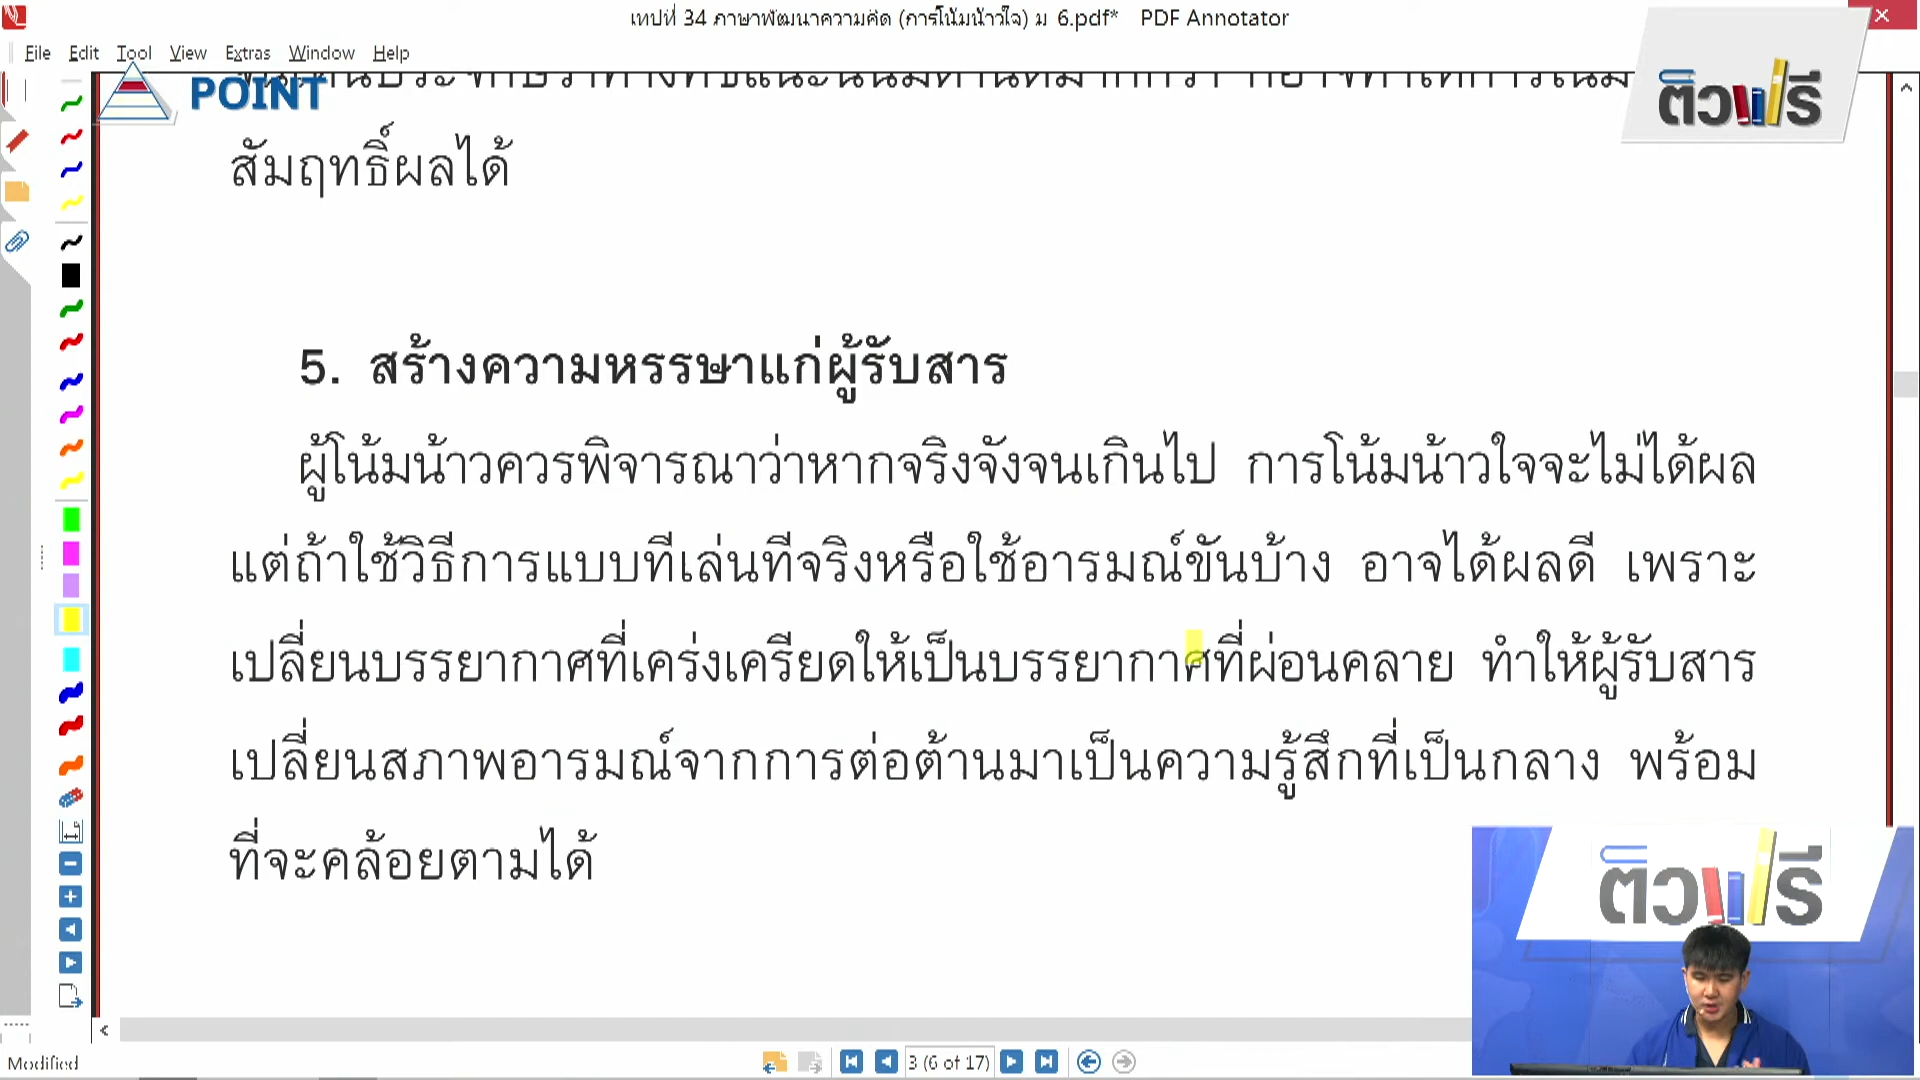 เทปที่ 34 ภาษาพัฒนาความคิด (การโน้มน้าวใจ) ม 6.pdf* PDF Annotator
File Edit Tool View Extras Window Help
POINT
ติวฟรี
สัมฤทธิ์ผลได้
5. สร้างความหรรษาแก่ผู้รับสาร
ผู้โน้มน้าวควรพิจารณาว่าหากจริงจังจนเกินไป การโน้มน้าวใจจะไม่ได้ผล
แต่ถ้าใช้วิธีการแบบทีเล่นทีจริงหรือใช้อารมณ์ขันบ้าง อาจได้ผลดี เพราะ
เปลี่ยนบรรยากาศที่เคร่งเครียดให้เป็นบรรยากาศที่ผ่อนคลาย ทำให้ผู้รับสาร
เปลี่ยนสภาพอารมณ์จากการต่อต้านมาเป็นความรู้สึกที่เป็นกลาง พร้อม
ที่จะคล้อยตามได้
ติวฟรี
Modified
3 (6 of 17)